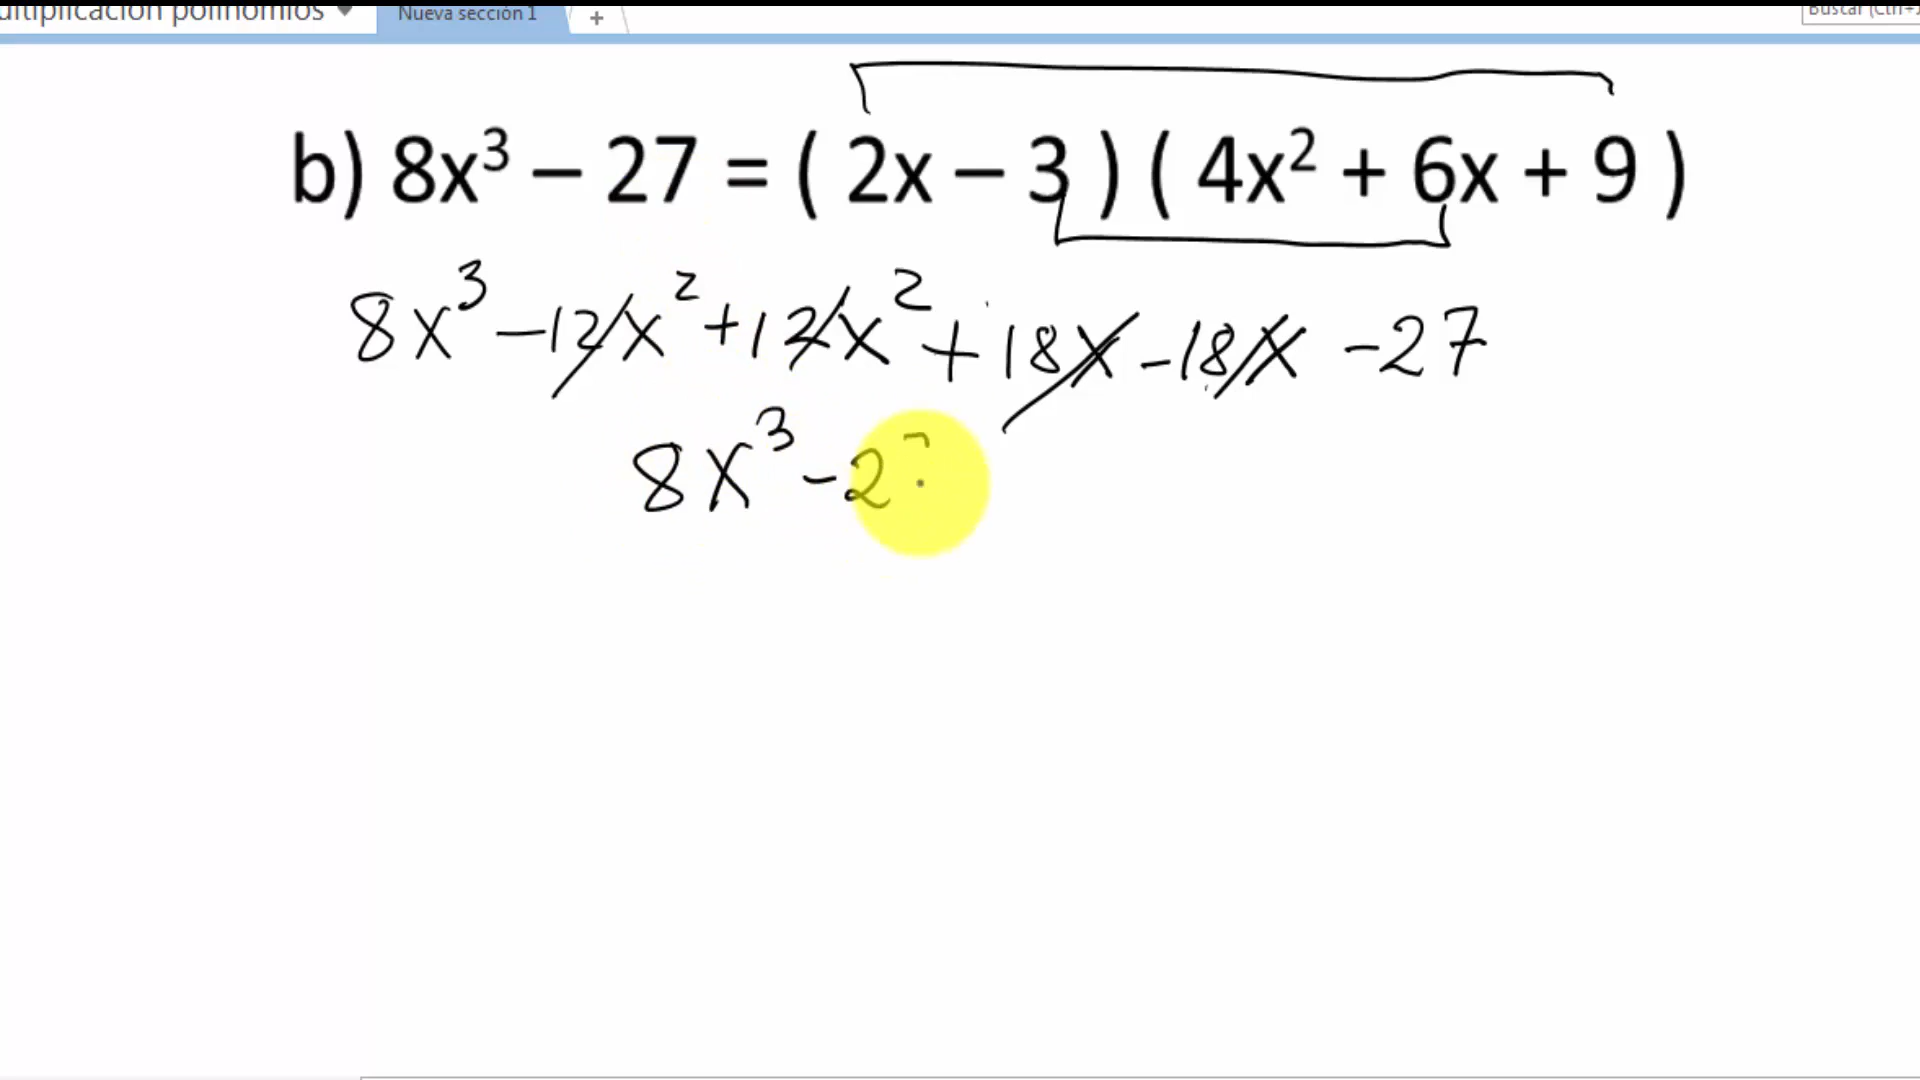 ultiplicacion polinomios
Nueva sección 1
+
Buscar (Ctrl+
b) 8x³ – 27 = ( 2x – 3 ) ( 4x² + 6x + 9 )
8x³ -12x² +12x² + 18x -18x -27
8x³ -2